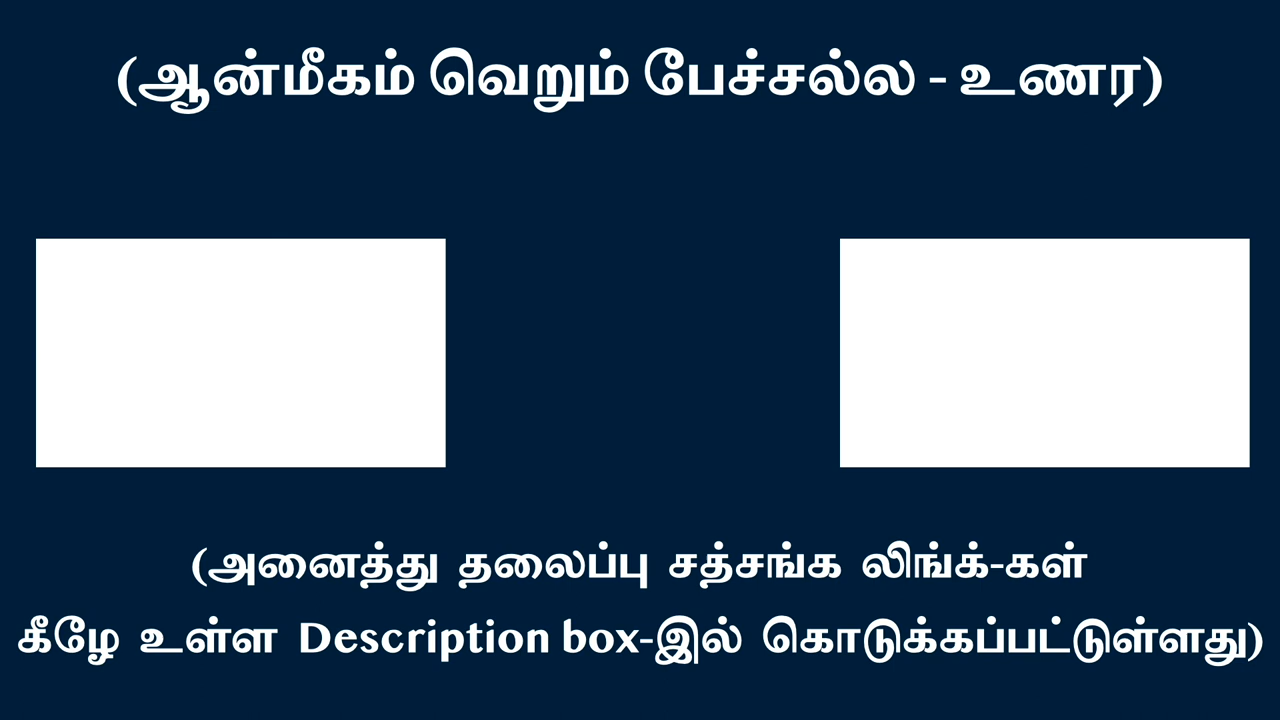 (ஆன்மீகம் வெறும் பேச்சல்ல - உணர)
(அனைத்து தலைப்பு சத்சங்க லிங்க்-கள்
கீழே உள்ள Description box-இல் கொடுக்கப்பட்டுள்ளது)